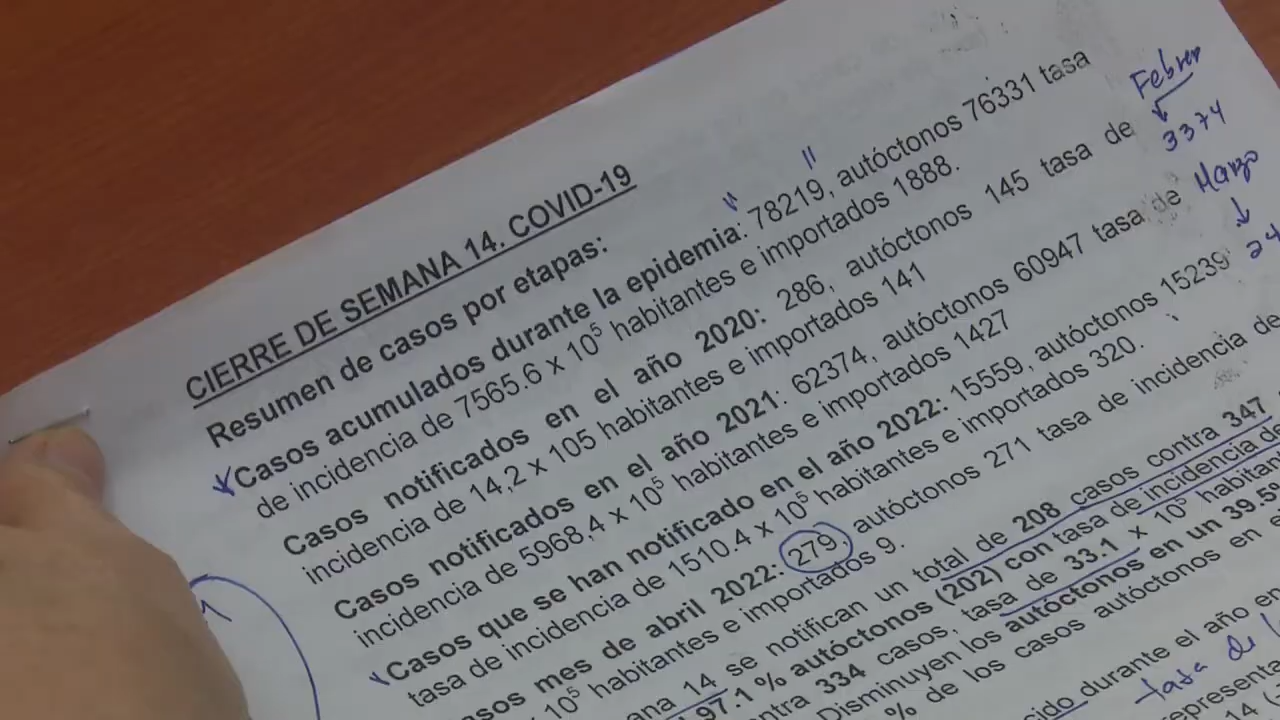 CIERRE DE SEMANA 14. COVID-19
Resumen de casos por etapas:
Casos acumulados durante la epidemia: 78219, autóctonos 76331 tasa
de incidencia de 7565.6 x 10⁵ habitantes e importados 1888.
Casos notificados en el año 2020: 286, autóctonos 145 tasa de
incidencia de 14,2 x 105 habitantes e importados 141
Casos notificados en el año 2021: 62374, autóctonos 60947 tasa de
incidencia de 5968.4 x 10⁵ habitantes e importados 1427
Casos que se han notificado en el año 2022: 15559, autóctonos 15239
tasa de incidencia de 1510.4 x 10⁵ habitantes e importados 320.
mes de abril 2022: 279 autóctonos 271 tasa de incidencia de
10⁵ habitantes e importados 9.
14 se notifican un total de 208 casos contra 347
97.1 % autóctonos (202) con tasa de incidencia de
334 casos, tasa de 33.1 x 10⁵
Disminuyen los autóctonos en un 39.5
% de los casos autóctonos en
durante el año en
tasa de
14
Febrero
3374
Marzo